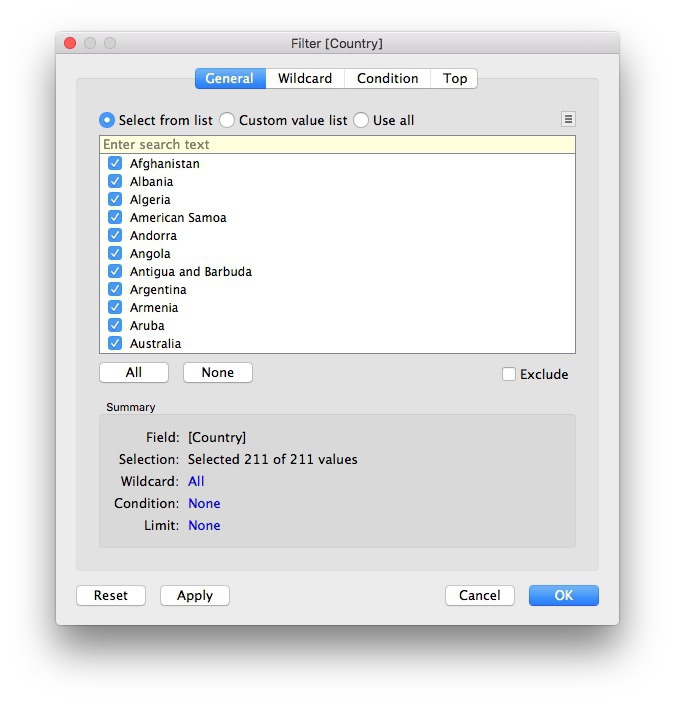 Filter [Country]
General Wildcard Condition Top
Select from list Custom value list Use all
Enter search text
Afghanistan
Albania
Algeria
American Samoa
Andorra
Angola
Antigua and Barbuda
Argentina
Armenia
Aruba
Australia
All None Exclude
Summary
Field: [Country]
Selection: Selected 211 of 211 values
Wildcard: All
Condition: None
Limit: None
Reset Apply Cancel OK